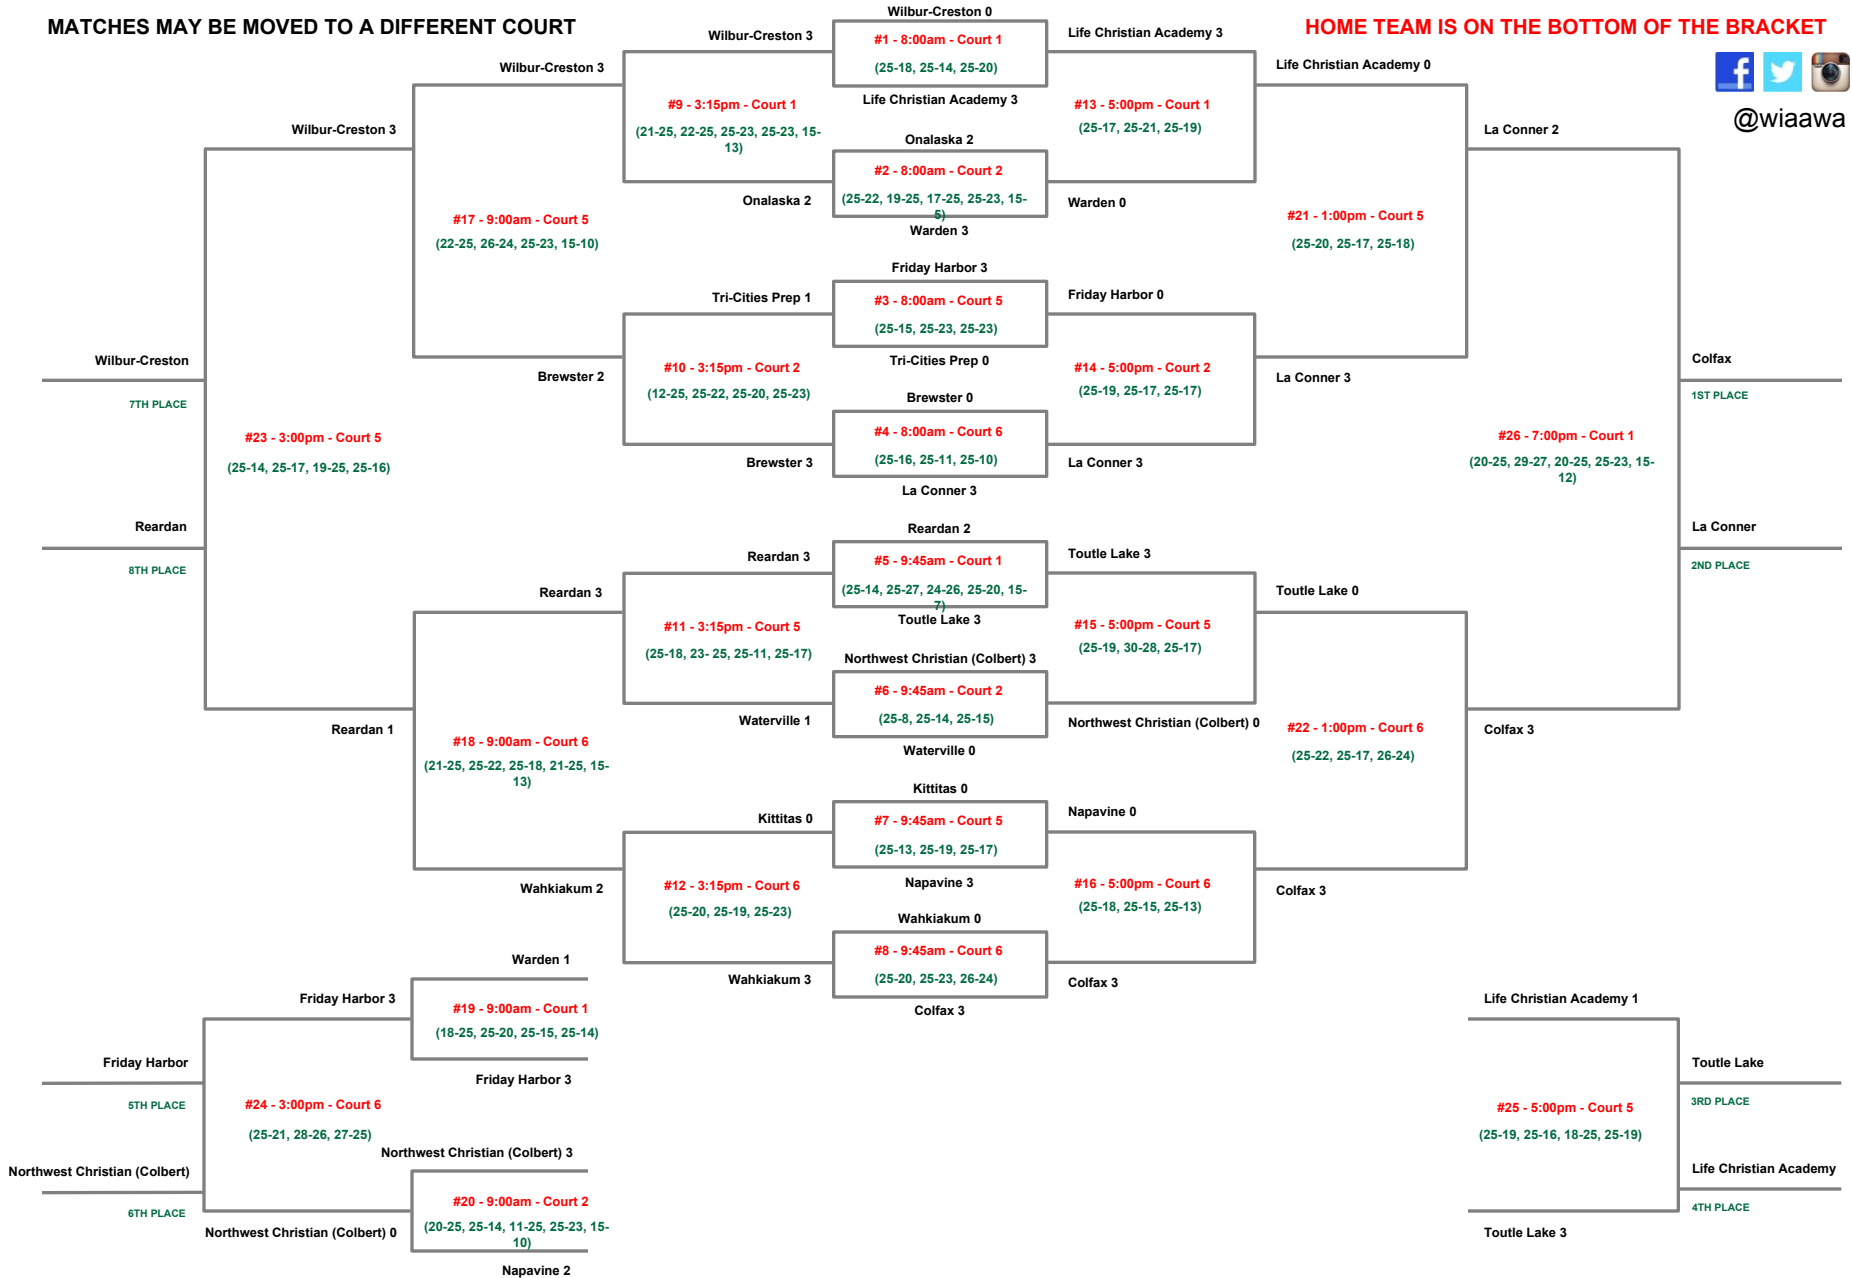 MATCHES MAY BE MOVED TO A DIFFERENT COURT
HOME TEAM IS ON THE BOTTOM OF THE BRACKET
@wiaawa
Wilbur-Creston 0
#1 - 8:00am - Court 1
(25-18, 25-14, 25-20)
Life Christian Academy 3
Onalaska 2
#2 - 8:00am - Court 2
(25-22, 19-25, 17-25, 25-23, 15-
5)
Warden 3
Friday Harbor 3
#3 - 8:00am - Court 5
(25-15, 25-23, 25-23)
Tri-Cities Prep 0
Brewster 0
#4 - 8:00am - Court 6
(25-16, 25-11, 25-10)
La Conner 3
Reardan 2
#5 - 9:45am - Court 1
(25-14, 25-27, 24-26, 25-20, 15-
7)
Toutle Lake 3
Northwest Christian (Colbert) 3
#6 - 9:45am - Court 2
(25-8, 25-14, 25-15)
Waterville 0
Kittitas 0
#7 - 9:45am - Court 5
(25-13, 25-19, 25-17)
Napavine 3
Wahkiakum 0
#8 - 9:45am - Court 6
(25-20, 25-23, 26-24)
Colfax 3
Wilbur-Creston 3
#9 - 3:15pm - Court 1
(21-25, 22-25, 25-23, 25-23, 15-
13)
Onalaska 2
Tri-Cities Prep 1
#10 - 3:15pm - Court 2
(12-25, 25-22, 25-20, 25-23)
Brewster 3
Reardan 3
#11 - 3:15pm - Court 5
(25-18, 23- 25, 25-11, 25-17)
Waterville 1
Kittitas 0
#12 - 3:15pm - Court 6
(25-20, 25-19, 25-23)
Wahkiakum 3
Life Christian Academy 3
#13 - 5:00pm - Court 1
(25-17, 25-21, 25-19)
Warden 0
Friday Harbor 0
#14 - 5:00pm - Court 2
(25-19, 25-17, 25-17)
La Conner 3
Toutle Lake 3
#15 - 5:00pm - Court 5
(25-19, 30-28, 25-17)
Northwest Christian (Colbert) 0
Napavine 0
#16 - 5:00pm - Court 6
(25-18, 25-15, 25-13)
Colfax 3
Wilbur-Creston 3
#17 - 9:00am - Court 5
(22-25, 26-24, 25-23, 15-10)
Brewster 2
Reardan 3
#18 - 9:00am - Court 6
(21-25, 25-22, 25-18, 21-25, 15-
13)
Wahkiakum 2
Warden 1
#19 - 9:00am - Court 1
(18-25, 25-20, 25-15, 25-14)
Friday Harbor 3
Northwest Christian (Colbert) 3
#20 - 9:00am - Court 2
(20-25, 25-14, 11-25, 25-23, 15-
10)
Napavine 2
Life Christian Academy 0
#21 - 1:00pm - Court 5
(25-20, 25-17, 25-18)
La Conner 3
Toutle Lake 0
#22 - 1:00pm - Court 6
(25-22, 25-17, 26-24)
Colfax 3
Wilbur-Creston 3
#23 - 3:00pm - Court 5
(25-14, 25-17, 19-25, 25-16)
Reardan 1
Wilbur-Creston
7TH PLACE
Reardan
8TH PLACE
Friday Harbor 3
#24 - 3:00pm - Court 6
(25-21, 28-26, 27-25)
Northwest Christian (Colbert) 0
Friday Harbor
5TH PLACE
Northwest Christian (Colbert)
6TH PLACE
Life Christian Academy 1
#25 - 5:00pm - Court 5
(25-19, 25-16, 18-25, 25-19)
Toutle Lake 3
Toutle Lake
3RD PLACE
Life Christian Academy
4TH PLACE
La Conner 2
#26 - 7:00pm - Court 1
(20-25, 29-27, 20-25, 25-23, 15-
12)
Colfax 3
Colfax
1ST PLACE
La Conner
2ND PLACE